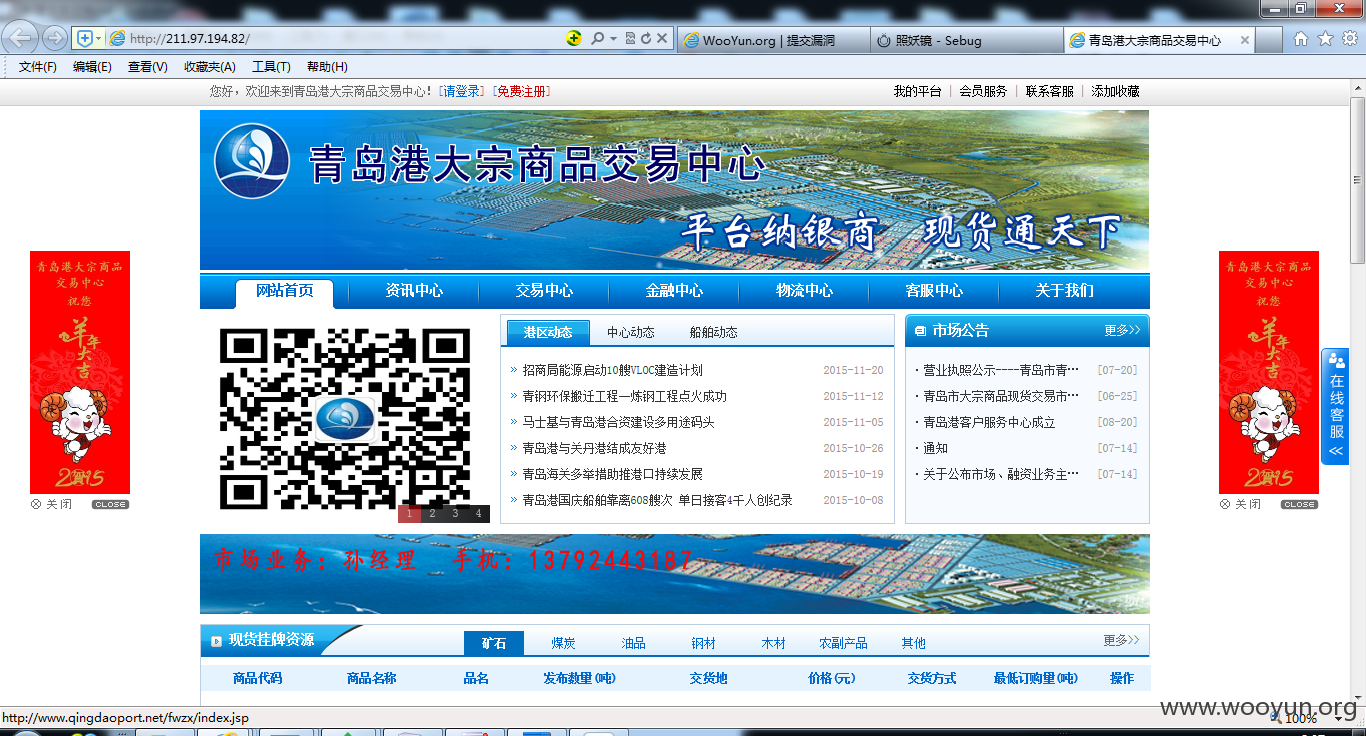 http://211.97.194.82/
WooYun.org | 提交漏洞
照妖镜 - Sebug
青岛港大宗商品交易中心
文件(F) 编辑(E) 查看(V) 收藏夹(A) 工具(T) 帮助(H)
您好，欢迎来到青岛港大宗商品交易中心！[请登录] [免费注册]
我的平台 | 会员服务 | 联系客服 | 添加收藏
青岛港大宗商品交易中心
平台纳银商 现货通天下
网站首页 资讯中心 交易中心 金融中心 物流中心 客服中心 关于我们
青岛港大宗商品
交易中心
祝您
羊年大吉
2015
关闭 CLOSE
1 2 3 4
港区动态 中心动态 船舶动态
招商局能源启动10艘VLOC建造计划 2015-11-20
青钢环保搬迁工程一炼钢工程点火成功 2015-11-12
马士基与青岛港合资建设多用途码头 2015-11-05
青岛港与关丹港结成友好港 2015-10-26
青岛海关多举措助推港口持续发展 2015-10-19
青岛港国庆船舶靠离608艘次 单日接客4千人创纪录 2015-10-08
市场公告 更多>>
·营业执照公示----青岛市青… [07-20]
·青岛市大宗商品现货交易市… [06-25]
·青岛港客户服务中心成立 [08-20]
·通知 [07-14]
·关于公布市场、融资业务主… [07-14]
青岛港大宗商品
交易中心
祝您
羊年大吉
2015
关闭 CLOSE
在线客服
<<
市场业务：孙经理 手机：13792443187
现货挂牌资源 矿石 煤炭 油品 钢材 木材 农副产品 其他 更多>>
商品代码 商品名称 品名 发布数量(吨) 交货地 价格(元) 交货方式 最低订购量(吨) 操作
http://www.qingdaoport.net/fwzx/index.jsp
www.wooyun.org
100%